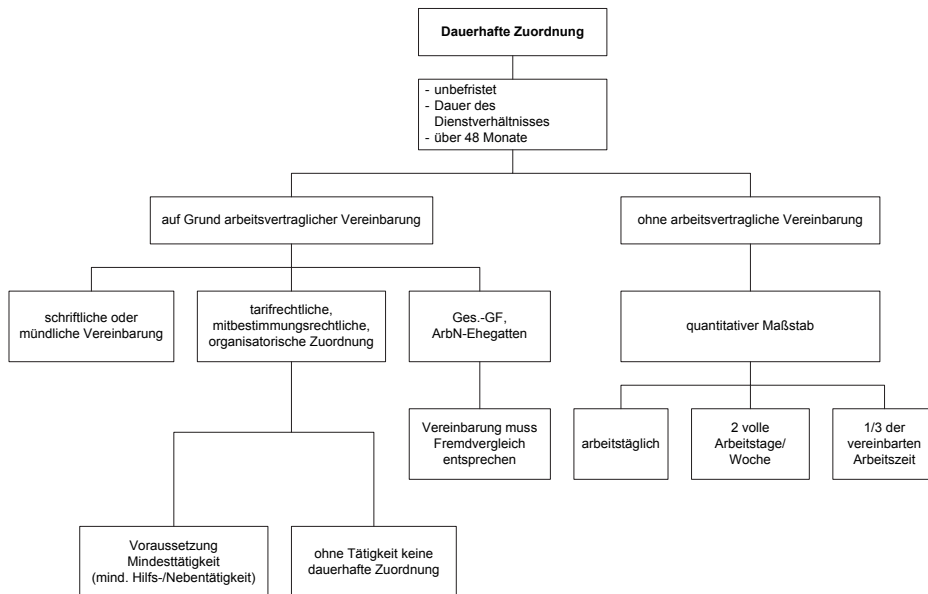 Dauerhafte Zuordnung
- unbefristet
- Dauer des
Dienstverhältnisses
- über 48 Monate
auf Grund arbeitsvertraglicher Vereinbarung
ohne arbeitsvertragliche Vereinbarung
schriftliche oder
mündliche Vereinbarung
tarifrechtliche,
mitbestimmungsrechtliche,
organisatorische Zuordnung
Ges.-GF,
ArbN-Ehegatten
quantitativer Maßstab
Vereinbarung muss
Fremdvergleich
entsprechen
arbeitstäglich
2 volle
Arbeitstage/
Woche
1/3 der
vereinbarten
Arbeitszeit
Voraussetzung
Mindesttätigkeit
(mind. Hilfs-/Nebentätigkeit)
ohne Tätigkeit keine
dauerhafte Zuordnung